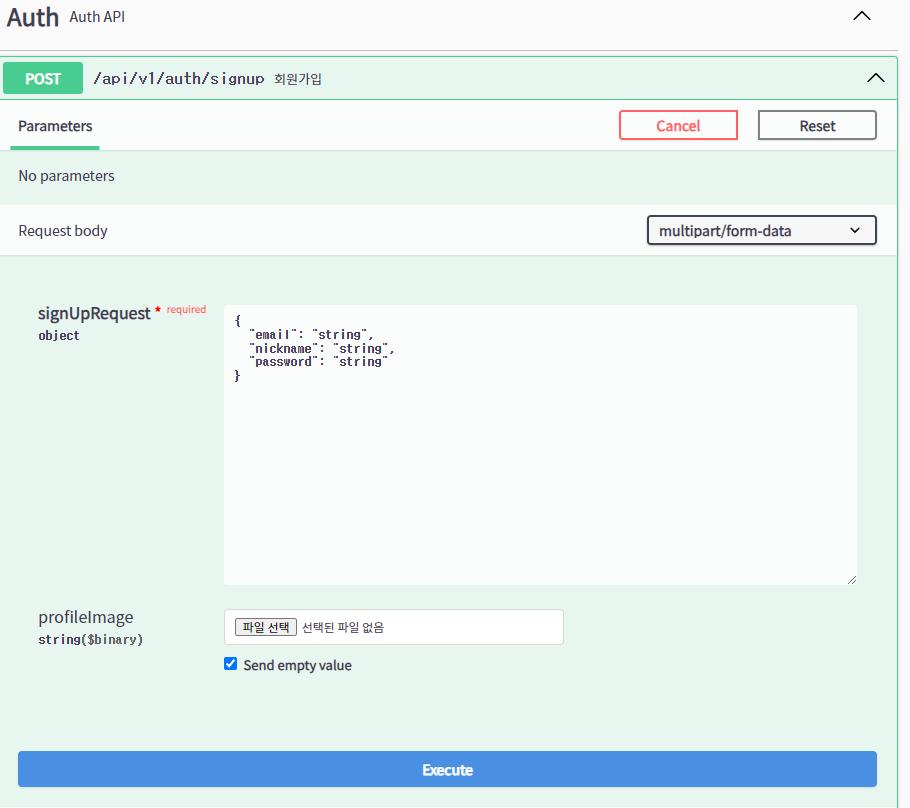 Auth Auth API
POST /api/v1/auth/signup 회원가입
Parameters Cancel Reset
No parameters
Request body multipart/form-data
signUpRequest * required
object
{
"email": "string",
"nickname": "string",
"password": "string"
}
profileImage
string($binary)
파일 선택 선택된 파일 없음
Send empty value
Execute